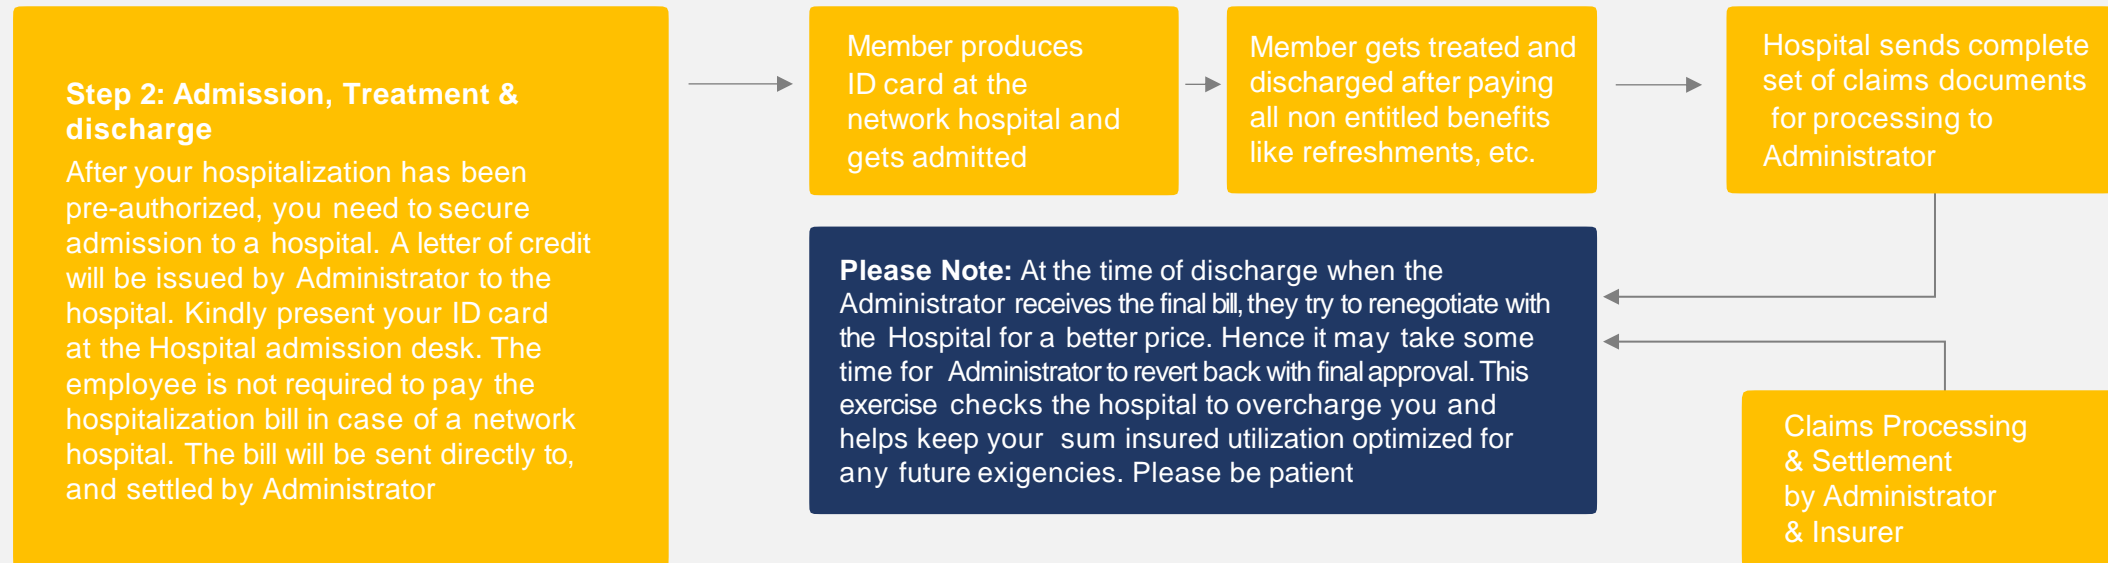 Step 2: Admission, Treatment &
discharge
After your hospitalization has been
pre-authorized, you need to secure
admission to a hospital. A letter of credit
will be issued by Administrator to the
hospital. Kindly present your ID card
at the Hospital admission desk. The
employee is not required to pay the
hospitalization bill in case of a network
hospital. The bill will be sent directly to,
and settled by Administrator
Member produces
ID card at the
network hospital and
gets admitted
Member gets treated and
discharged after paying
all non entitled benefits
like refreshments, etc.
Hospital sends complete
set of claims documents
for processing to
Administrator
Please Note: At the time of discharge when the
Administrator receives the final bill, they try to renegotiate with
the Hospital for a better price. Hence it may take some
time for Administrator to revert back with final approval. This
exercise checks the hospital to overcharge you and
helps keep your sum insured utilization optimized for
any future exigencies. Please be patient
Claims Processing
& Settlement
by Administrator
& Insurer